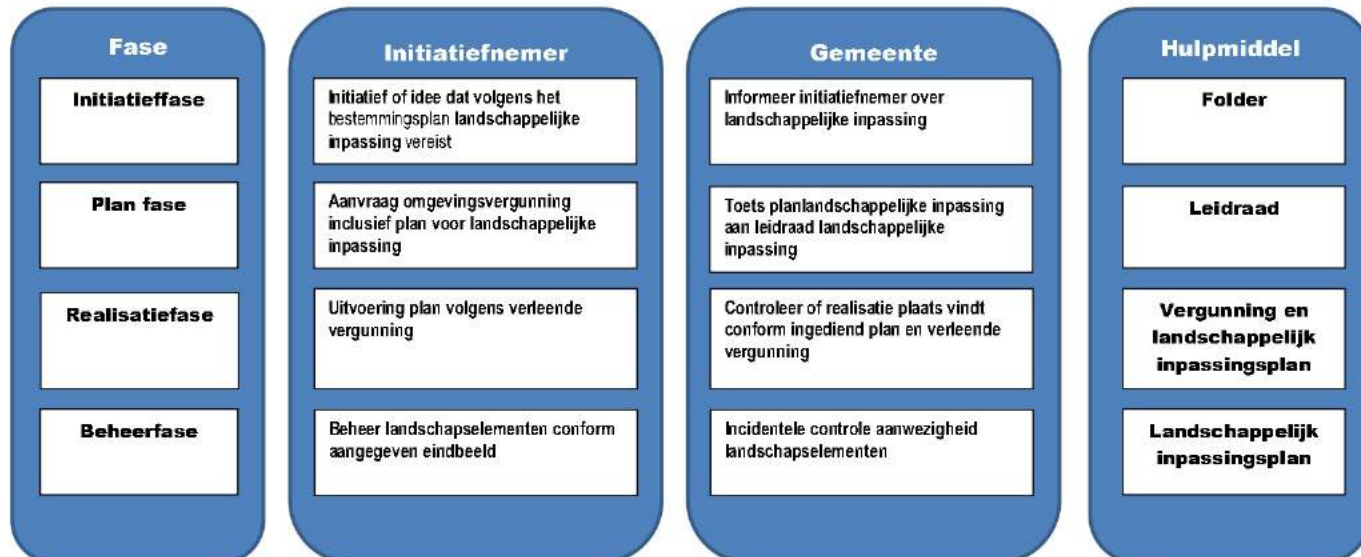 Fase
Initiatieffase
Plan fase
Realisatiefase
Beheerfase
Initiatiefnemer
Initiatief of idee dat volgens het
bestemmingsplan landschappelijke
inpassing vereist
Aanvraag omgevingsvergunning
inclusief plan voor landschappelijke
inpassing
Uitvoering plan volgens verleende
vergunning
Beheer landschapselementen conform
aangegeven eindbeeld
Gemeente
Informeer initiatiefnemer over
landschappelijke inpassing
Toets planlandschappelijke inpassing
aan leidraad landschappelijke
inpassing
Controleer of realisatie plaats vindt
conform ingediend plan en verleende
vergunning
Incidentele controle aanwezigheid
landschapselementen
Hulpmiddel
Folder
Leidraad
Vergunning en
landschappelijk
inpassingsplan
Landschappelijk
inpassingsplan